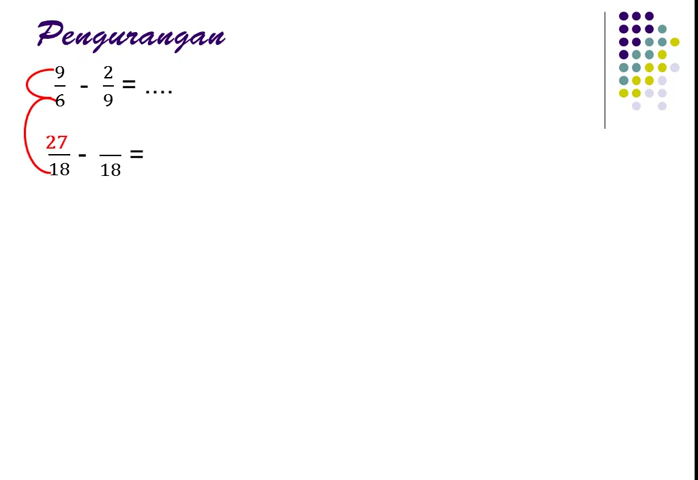 Pengurangan
9/6 - 2/9 = ....
27/18 -  /18 =